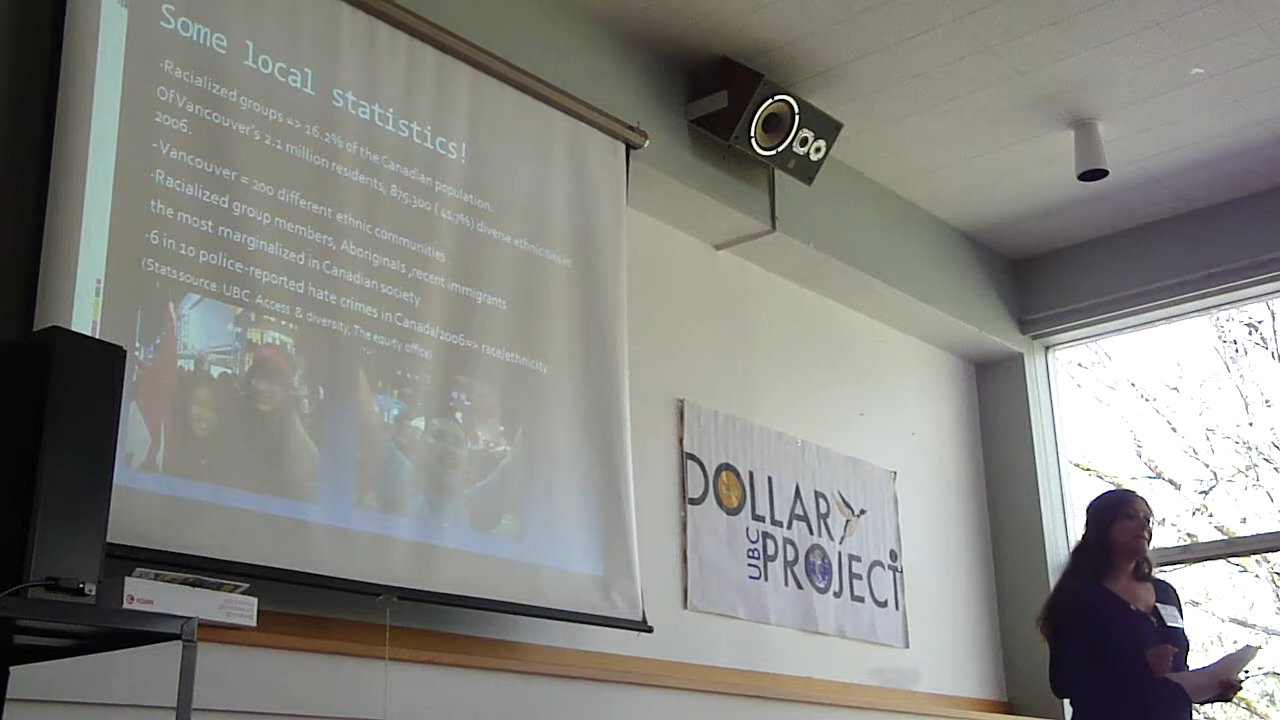 Some local statistics!
-Racialized groups => 16.2% of the Canadian population.
Of Vancouver's 2.1 million residents, 875,300 (41.7%) diverse ethnicities in
2006.
-Vancouver = 200 different ethnic communities.
-Racialized group members, Aboriginals ,recent immigrants
the most marginalized in Canadian society
-6 in 10 police-reported hate crimes in Canada/2006=> race/ethnicity
(Stats source: UBC Access & diversity, The equity office)
DOLLAR
UBC
PROJECT